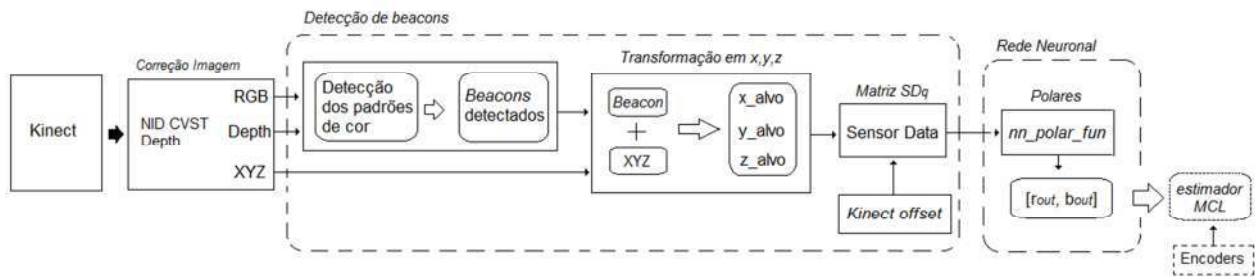 Detecção de beacons
Rede Neuronal
Correção Imagem
Transformação em x,y,z
Kinect
NID CVST
Depth
RGB
Depth
XYZ
Detecção
dos padrões
de cor
Beacons
detectados
Beacon
+
XYZ
x_alvo
y_alvo
z_alvo
Matriz SDq
Sensor Data
Kinect offset
Polares
nn_polar_fun
[rout, bout]
estimador
MCL
Encoders